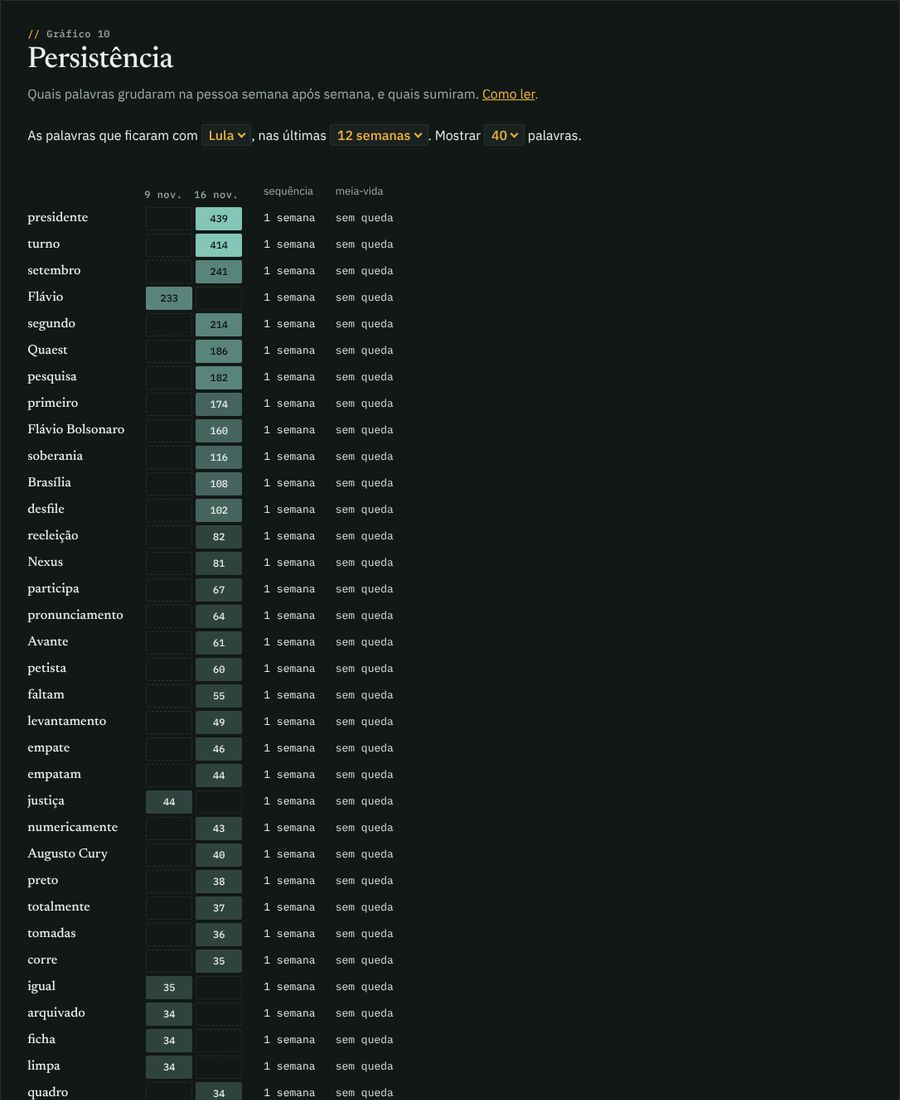 // Gráfico 10
Persistência
Quais palavras grudaram na pessoa semana após semana, e quais sumiram. Como ler.
As palavras que ficaram com Lula, nas últimas 12 semanas. Mostrar 40 palavras.
9 nov. 16 nov. sequência meia-vida
presidente 439 1 semana sem queda
turno 414 1 semana sem queda
setembro 241 1 semana sem queda
Flávio 233 1 semana sem queda
segundo 214 1 semana sem queda
Quaest 186 1 semana sem queda
pesquisa 182 1 semana sem queda
primeiro 174 1 semana sem queda
Flávio Bolsonaro 160 1 semana sem queda
soberania 116 1 semana sem queda
Brasília 108 1 semana sem queda
desfile 102 1 semana sem queda
reeleição 82 1 semana sem queda
Nexus 81 1 semana sem queda
participa 67 1 semana sem queda
pronunciamento 64 1 semana sem queda
Avante 61 1 semana sem queda
petista 60 1 semana sem queda
faltam 55 1 semana sem queda
levantamento 49 1 semana sem queda
empate 46 1 semana sem queda
empatam 44 1 semana sem queda
justiça 44 1 semana sem queda
numericamente 43 1 semana sem queda
Augusto Cury 40 1 semana sem queda
preto 38 1 semana sem queda
totalmente 37 1 semana sem queda
tomadas 36 1 semana sem queda
corre 35 1 semana sem queda
igual 35 1 semana sem queda
arquivado 34 1 semana sem queda
ficha 34 1 semana sem queda
limpa 34 1 semana sem queda
quadro 34 1 semana sem queda